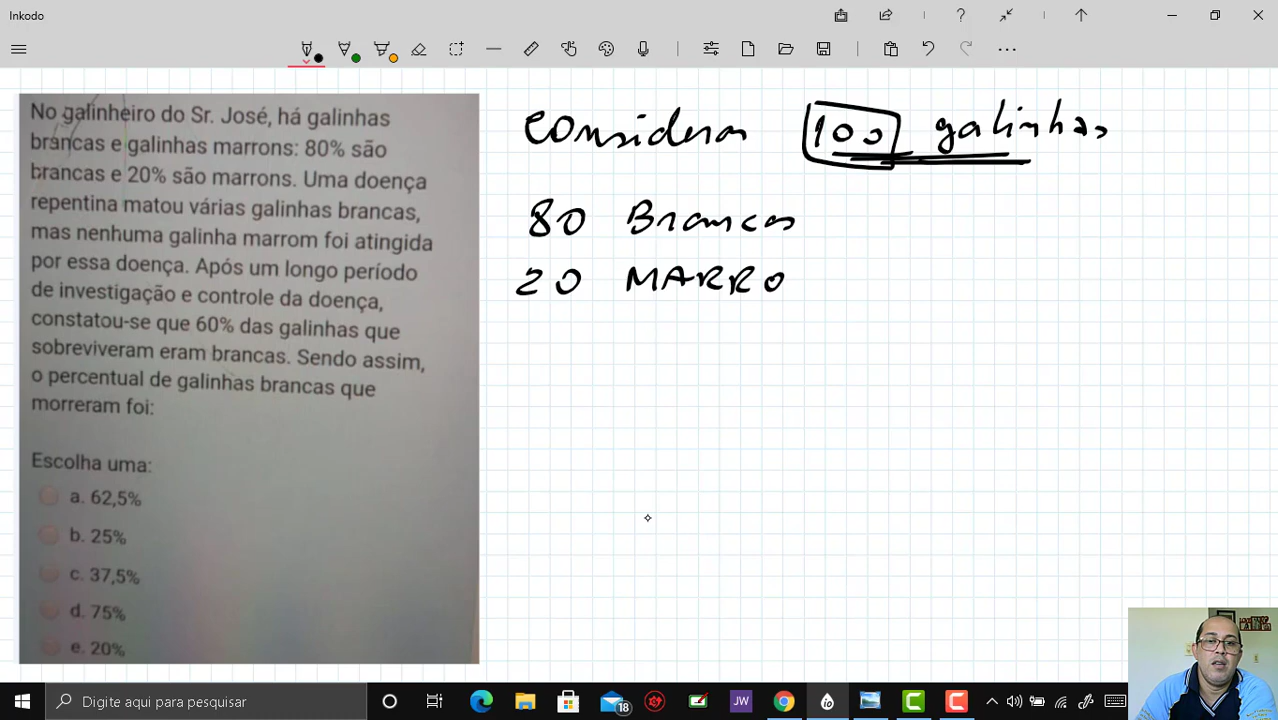 Inkodo
No galinheiro do Sr. José, há galinhas
brancas e galinhas marrons: 80% são
brancas e 20% são marrons. Uma doença
repentina matou várias galinhas brancas,
mas nenhuma galinha marrom foi atingida
por essa doença. Após um longo período
de investigação e controle da doença,
constatou-se que 60% das galinhas que
sobreviveram eram brancas. Sendo assim,
o percentual de galinhas brancas que
morreram foi:
Escolha uma:
a. 62,5%
b. 25%
c. 37,5%
d. 75%
e. 20%
Considerar 100 galinhas
80 Brancas
20 MARRO
Digite aqui para pesquisar
18
JW
io
C
C